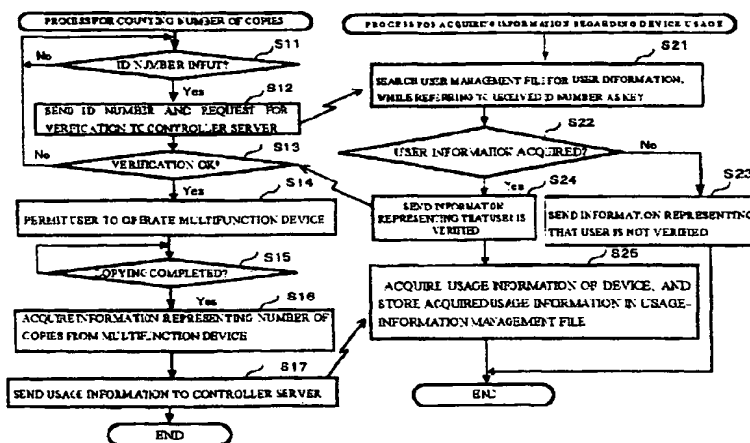 PROCESS FOR COUNTING NUMBER OF COPIES
S11
No
ID NUMBER INPUT?
Yes
S12
SEND ID NUMBER AND REQUEST FOR
VERIFICATION TO CONTROLLER SERVER
S13
No
VERIFICATION OK?
Yes
S14
PERMIT USER TO OPERATE MULTIFUNCTION DEVICE
S15
COPYING COMPLETED?
Yes
S16
ACQUIRE INFORMATION REPRESENTING NUMBER OF
COPIES FROM MULTIFUNCTION DEVICE
S17
SEND USAGE INFORMATION TO CONTROLLER SERVER
END
PROCESS FOR ACQUIRING INFORMATION REGARDING DEVICE USAGE
S21
SEARCH USER MANAGEMENT FILE FOR USER INFORMATION,
WHILE REFERRING TO RECEIVED ID NUMBER AS KEY
S22
USER INFORMATION ACQUIRED?
No
Yes
S24
S23
SEND INFORMATION
REPRESENTING THAT USER IS
VERIFIED
SEND INFORMATION REPRESENTING
THAT USER IS NOT VERIFIED
S25
ACQUIRE USAGE INFORMATION OF DEVICE, AND
STORE ACQUIRED USAGE INFORMATION IN USAGE-
INFORMATION MANAGEMENT FILE
END